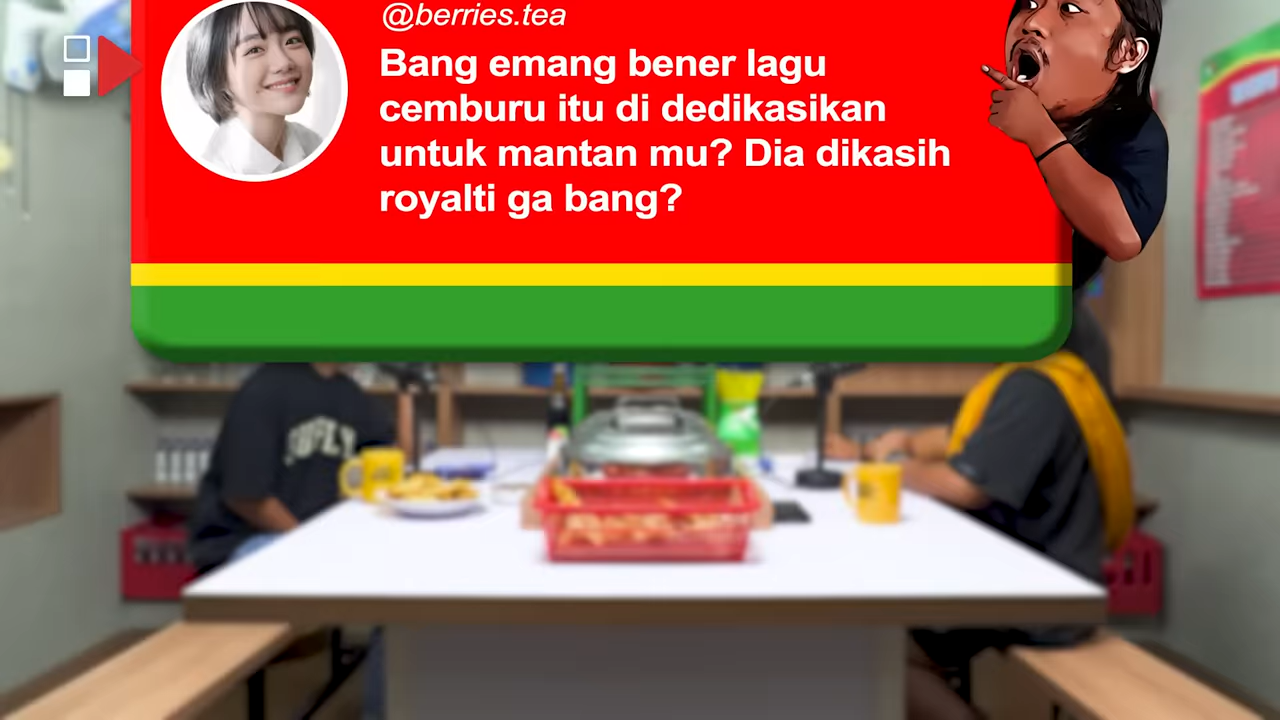 @berries.tea
Bang emang bener lagu
cemburu itu di dedikasikan
untuk mantan mu? Dia dikasih
royalti ga bang?